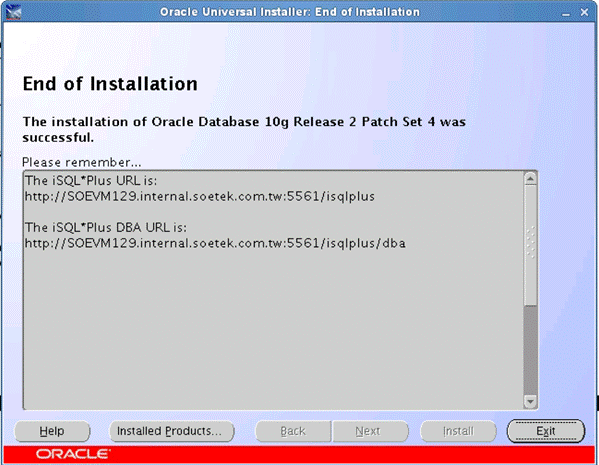 Oracle Universal Installer: End of Installation
End of Installation
The installation of Oracle Database 10g Release 2 Patch Set 4 was
successful.
Please remember...
The iSQL*Plus URL is:
http://SOEVM129.internal.soetek.com.tw:5561/isqlplus
The iSQL*Plus DBA URL is:
http://SOEVM129.internal.soetek.com.tw:5561/isqlplus/dba
Help Installed Products... Back Next Install Exit
ORACLE